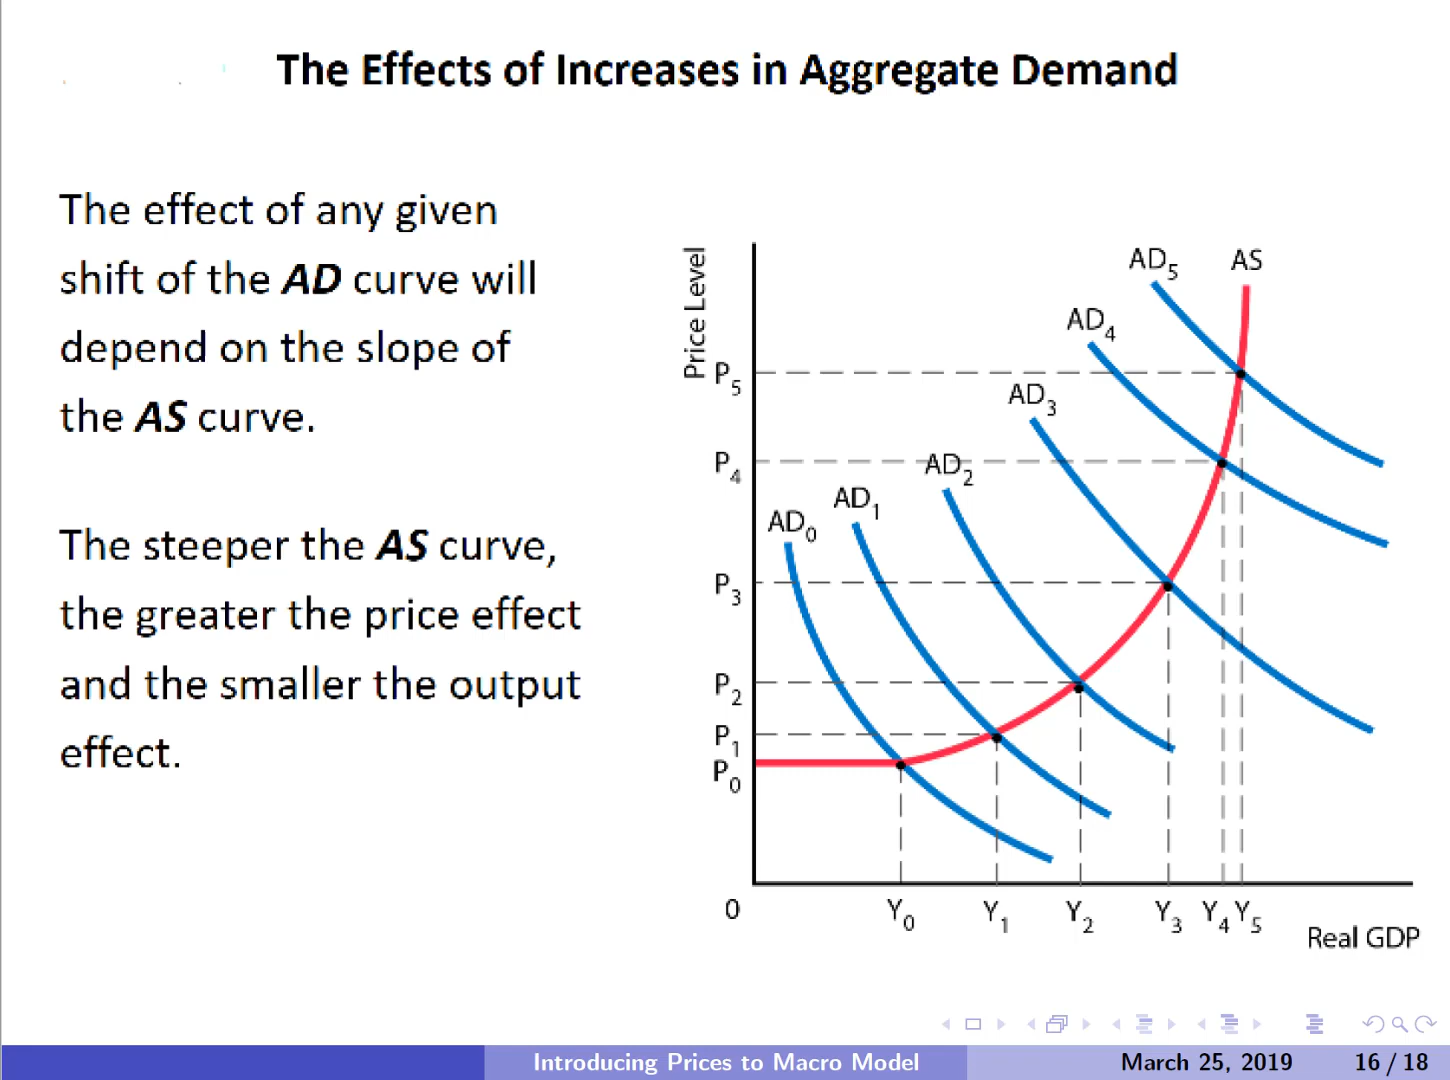 The Effects of Increases in Aggregate Demand
The effect of any given
shift of the AD curve will
depend on the slope of
the AS curve.
The steeper the AS curve,
the greater the price effect
and the smaller the output
effect.
Price Level
AD₅
AS
AD₄
P₅
AD₃
P₄
AD₂
AD₁
AD₀
P₃
P₂
P₁
P₀
0
Y₀
Y₁
Y₂
Y₃
Y₄
Y₅
Real GDP
Introducing Prices to Macro Model
March 25, 2019
16 / 18